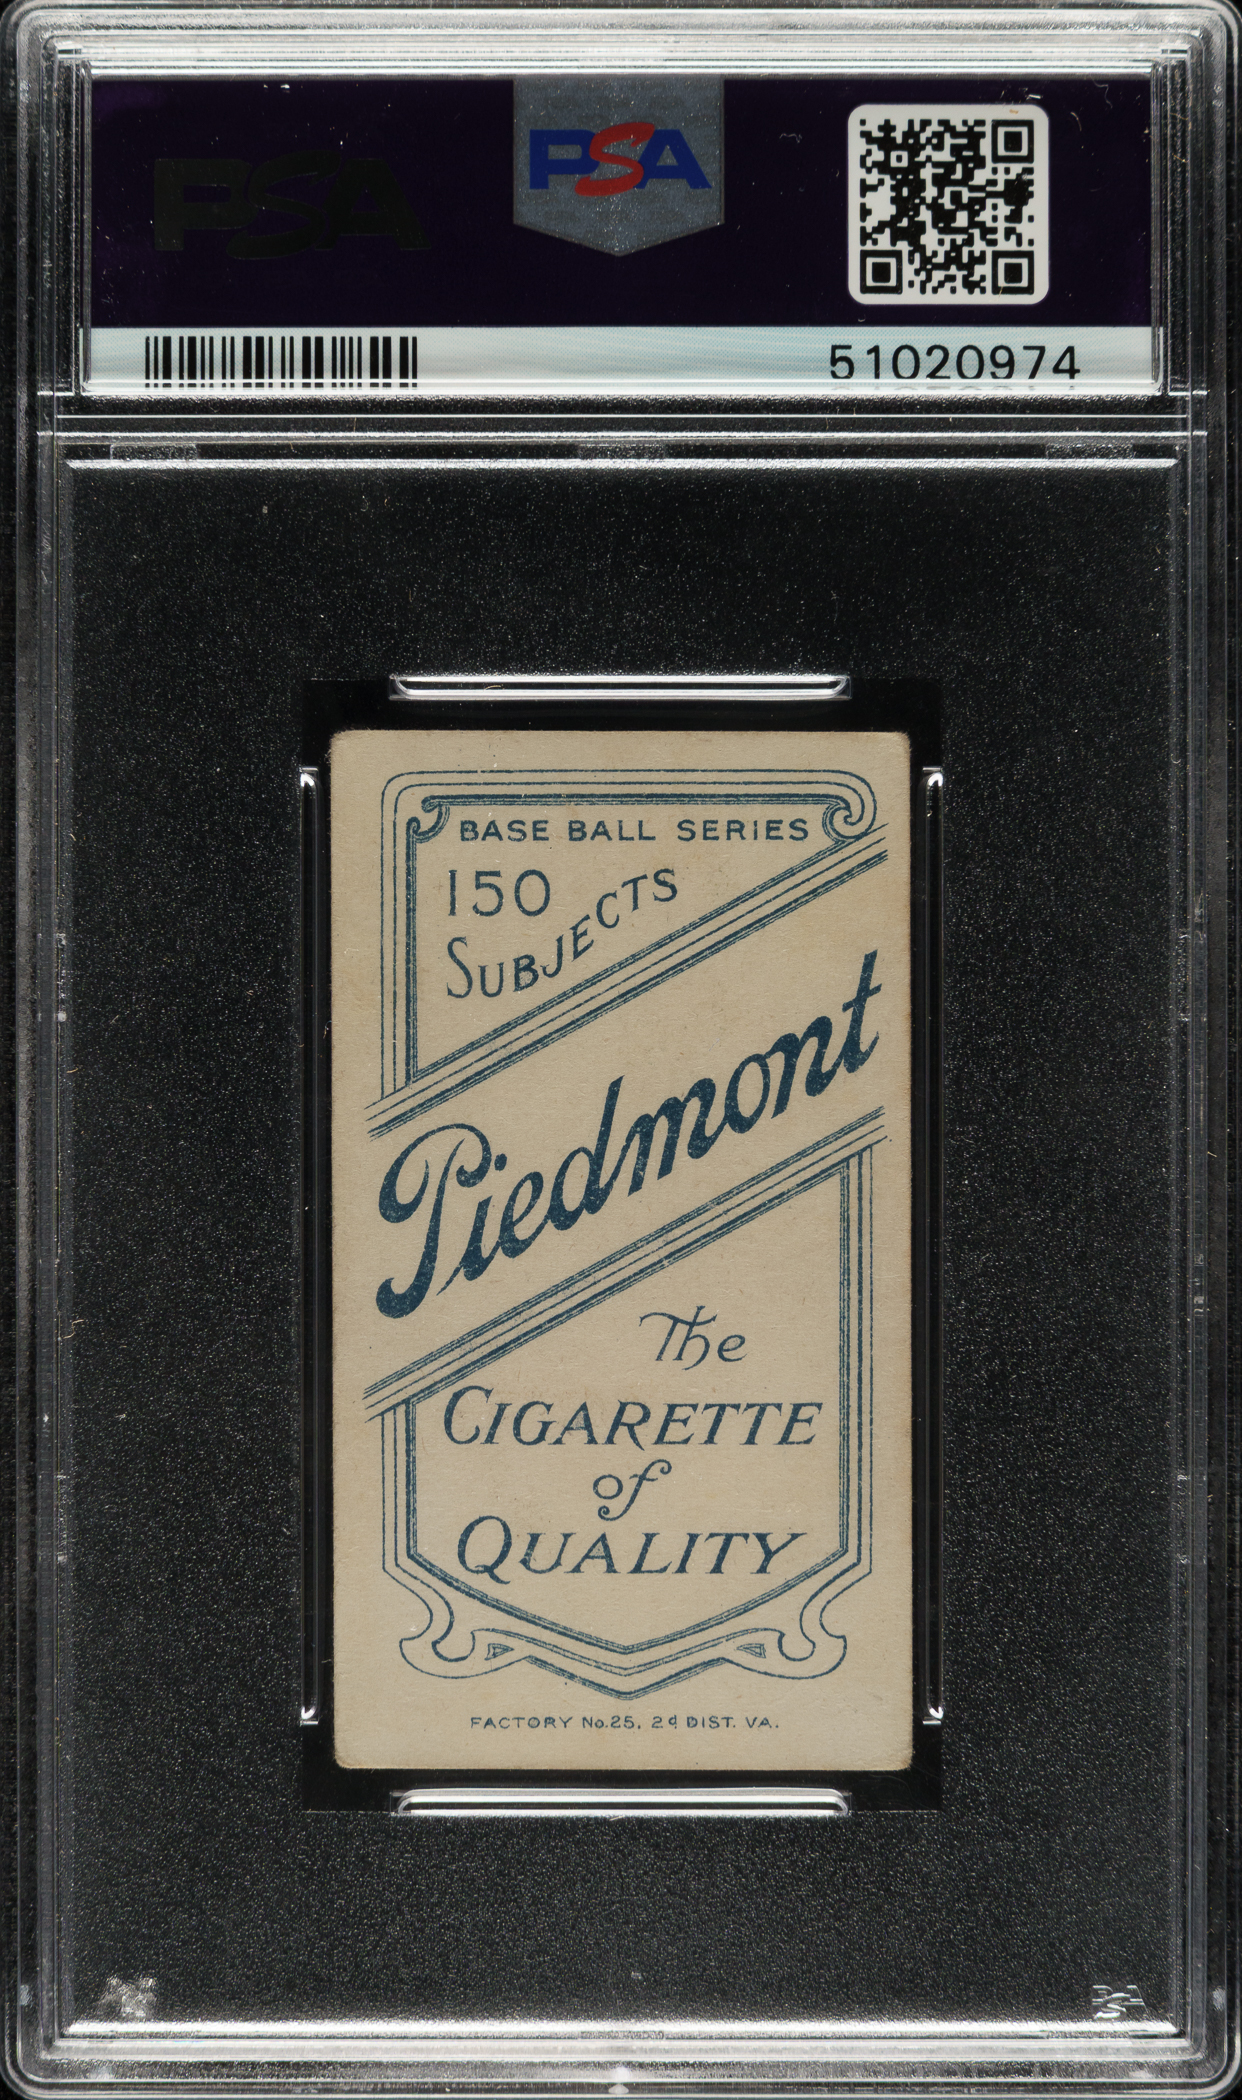 PSA
PSA
51020974
BASE BALL SERIES
150
SUBJECTS
Piedmont
The
CIGARETTE
of
QUALITY
FACTORY No.25, 2d DIST. VA.
PSA